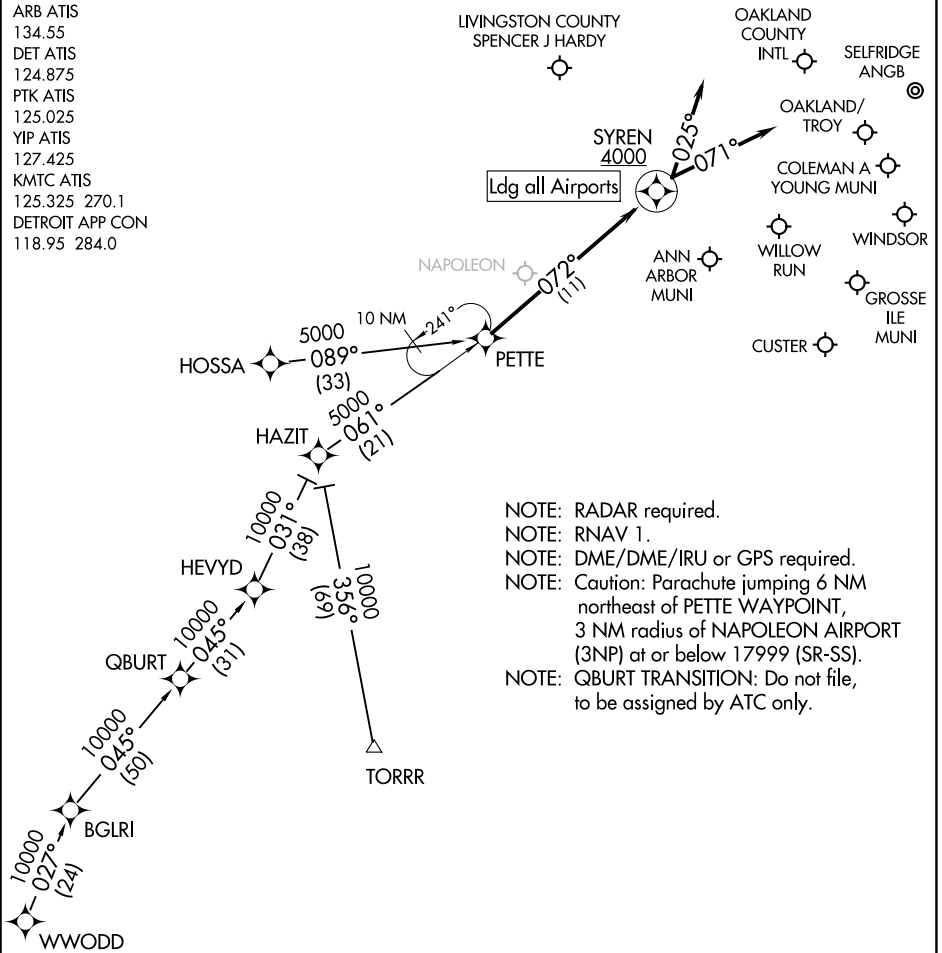 ARB ATIS
134.55
DET ATIS
124.875
PTK ATIS
125.025
YIP ATIS
127.425
KMTC ATIS
125.325 270.1
DETROIT APP CON
118.95 284.0
LIVINGSTON COUNTY
SPENCER J HARDY
OAKLAND
COUNTY
INTL
SELFRIDGE
ANGB
OAKLAND/
TROY
COLEMAN A
YOUNG MUNI
WINDSOR
WILLOW
RUN
ANN
ARBOR
MUNI
GROSSE
ILE
MUNI
CUSTER
SYREN
4000
Ldg all Airports
025°
071°
NAPOLEON
072°
(11)
10 NM
241°
PETTE
HOSSA
5000
089°
(33)
5000
061°
(21)
HAZIT
10000
031°
(38)
HEVYD
10000
356°
(69)
TORRR
10000
045°
(31)
QBURT
10000
045°
(50)
BGLRI
10000
027°
(24)
WWODD
NOTE: RADAR required.
NOTE: RNAV 1.
NOTE: DME/DME/IRU or GPS required.
NOTE: Caution: Parachute jumping 6 NM
northeast of PETTE WAYPOINT,
3 NM radius of NAPOLEON AIRPORT
(3NP) at or below 17999 (SR-SS).
NOTE: QBURT TRANSITION: Do not file,
to be assigned by ATC only.